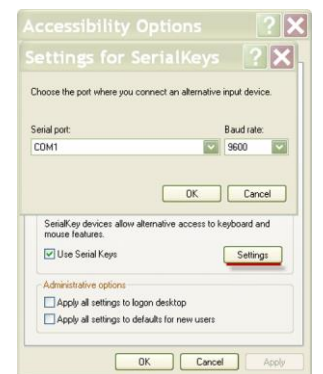 Accessibility Options
Settings for SerialKeys
Choose the port where you connect an alternative input device.
Serial port: Baud rate:
COM1 9600
OK Cancel
SerialKey devices allow alternative access to keyboard and
mouse features.
Use Serial Keys Settings
Administrative options
Apply all settings to logon desktop
Apply all settings to defaults for new users
OK Cancel Apply